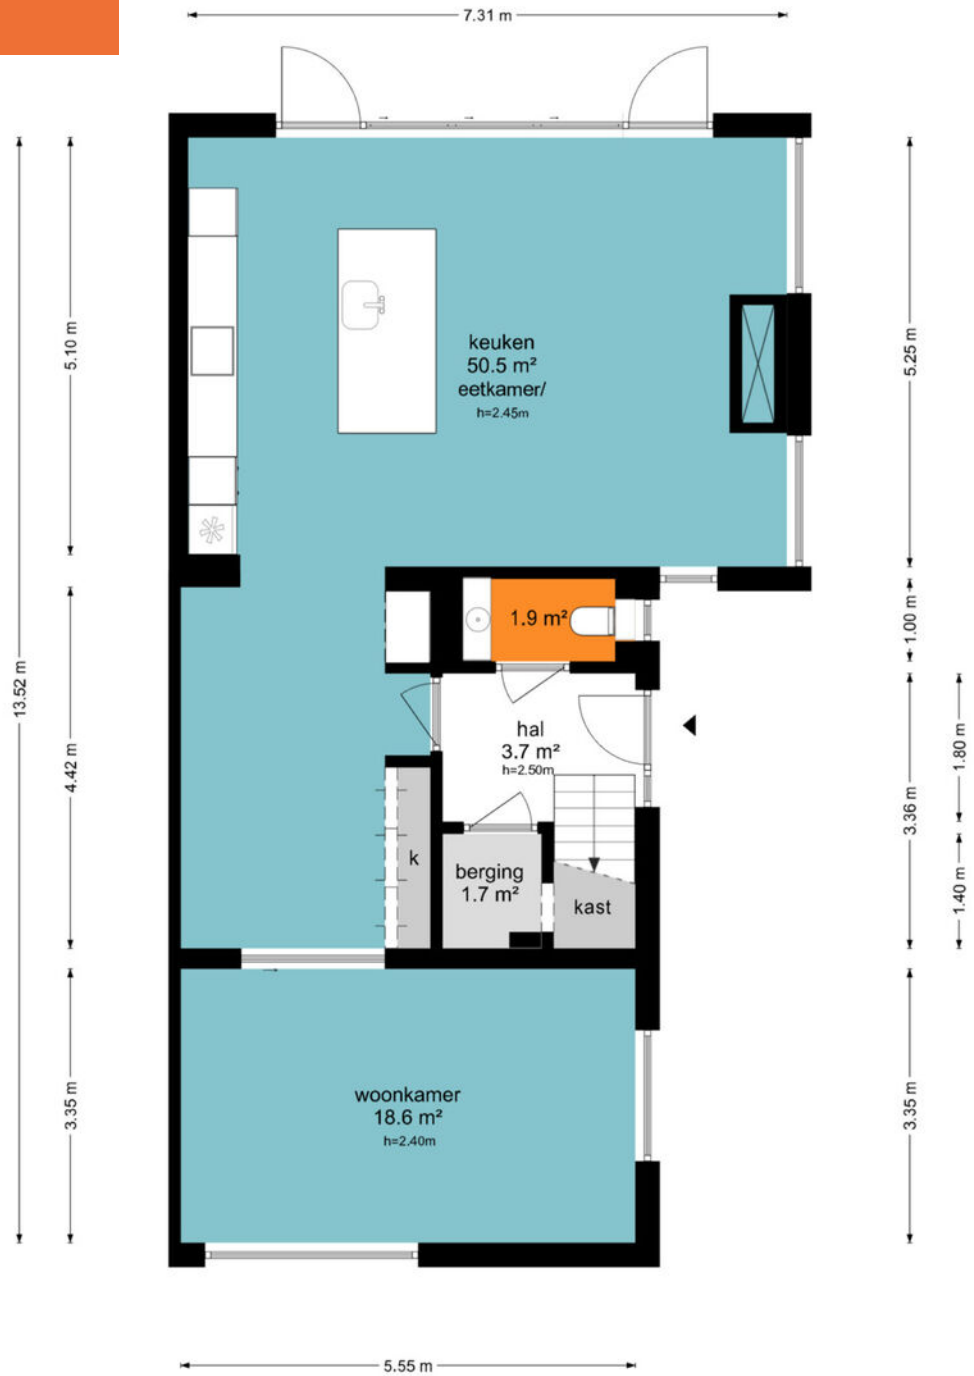 7.31 m
5.10 m
5.25 m
keuken
50.5 m²
eetkamer/
h=2.45m
1.9 m²
1.00 m
13.52 m
hal
3.7 m²
h=2.50m
4.42 m
1.80 m
3.36 m
k
berging
1.7 m²
kast
1.40 m
woonkamer
18.6 m²
h=2.40m
3.35 m
3.35 m
5.55 m